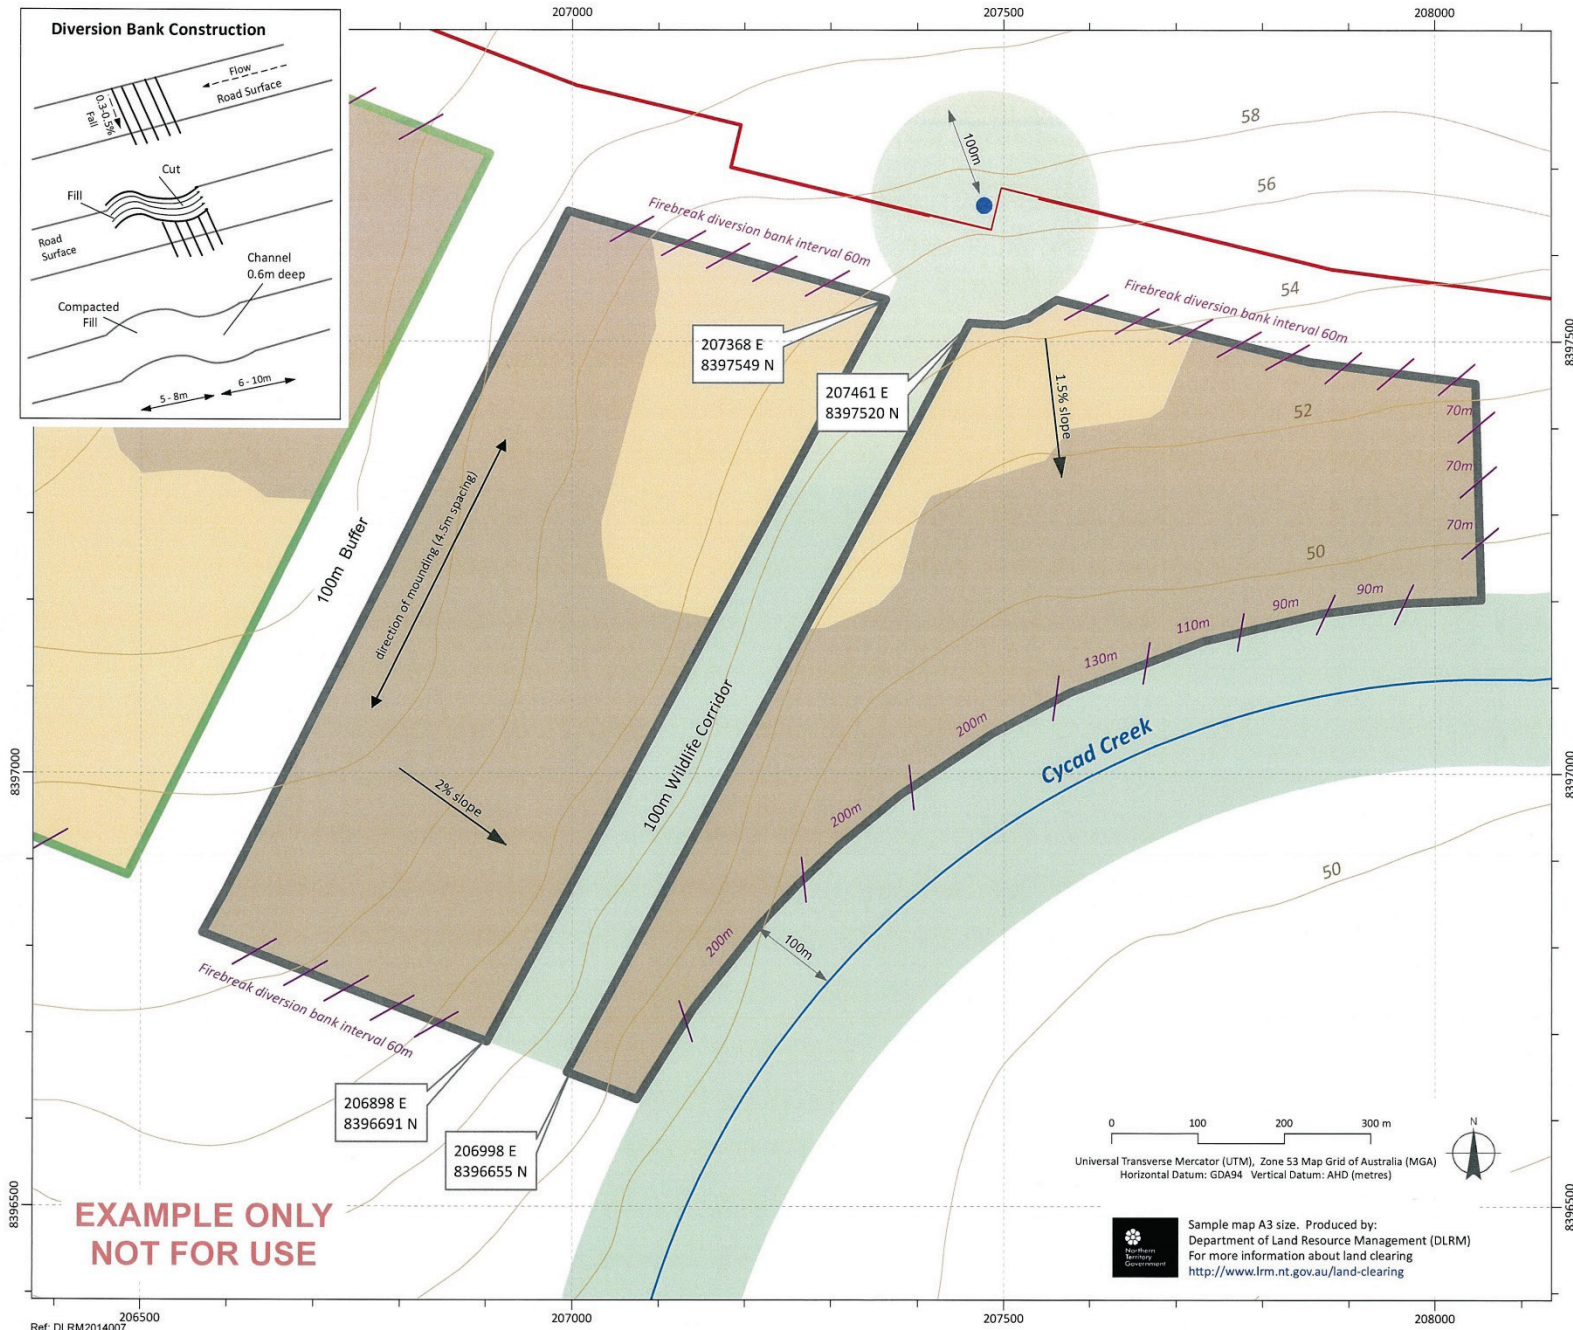 207000
207500
208000
Diversion Bank Construction
Flow
Road Surface
0.3-0.5%
Fall
Cut
Fill
Road
Surface
Channel
0.6m deep
Compacted
Fill
5 - 8m
6 - 10m
58
56
54
52
50
50
100m
Firebreak diversion bank interval 60m
Firebreak diversion bank interval 60m
207368 E
8397549 N
207461 E
8397520 N
8397500
8397500
1.5% slope
70m
70m
70m
direction of mounding (4.5m spacing)
100m Buffer
90m
90m
110m
130m
200m
200m
200m
100m Wildlife Corridor
Cycad Creek
2% slope
8397000
8397000
100m
Firebreak diversion bank interval 60m
206898 E
8396691 N
206998 E
8396655 N
0 100 200 300 m
N
Universal Transverse Mercator (UTM), Zone 53 Map Grid of Australia (MGA)
Horizontal Datum: GDA94 Vertical Datum: AHD (metres)
8396500
8396500
EXAMPLE ONLY
NOT FOR USE
Northern
Territory
Government
Sample map A3 size. Produced by:
Department of Land Resource Management (DLRM)
For more information about land clearing
http://www.lrm.nt.gov.au/land-clearing
206500
207000
207500
208000
Ref: DLRM2014007